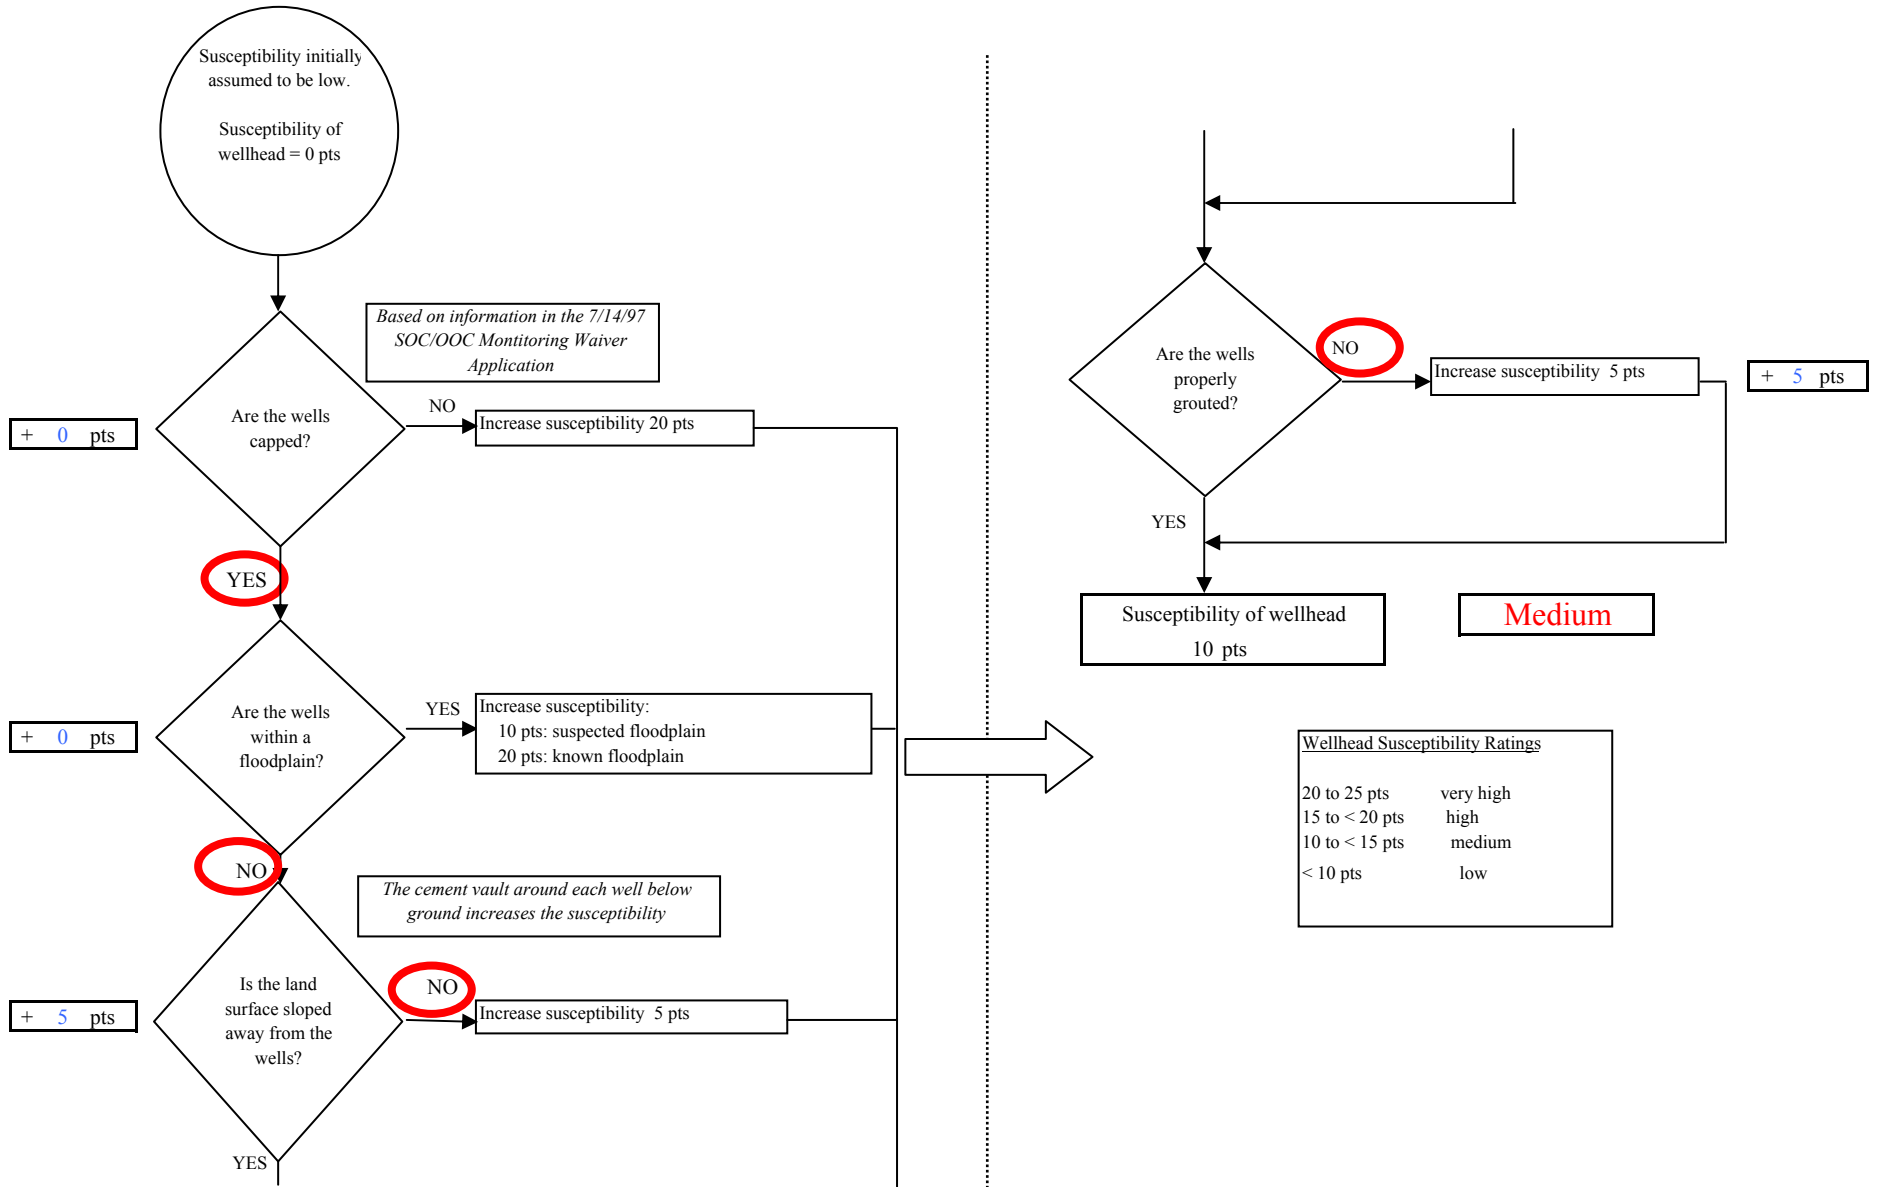 Susceptibility initially
assumed to be low.
Susceptibility of
wellhead = 0 pts
Based on information in the 7/14/97
SOC/OOC Montitoring Waiver
Application
+ 0 pts
Are the wells
capped?
NO
Increase susceptibility 20 pts
YES
+ 0 pts
Are the wells
within a
floodplain?
YES
Increase susceptibility:
10 pts: suspected floodplain
20 pts: known floodplain
NO
The cement vault around each well below
ground increases the susceptibility
+ 5 pts
Is the land
surface sloped
away from the
wells?
NO
Increase susceptibility 5 pts
YES
Are the wells
properly
grouted?
NO
Increase susceptibility 5 pts
+ 5 pts
YES
Susceptibility of wellhead
10 pts
Medium
Wellhead Susceptibility Ratings
20 to 25 pts very high
15 to < 20 pts high
10 to < 15 pts medium
< 10 pts low